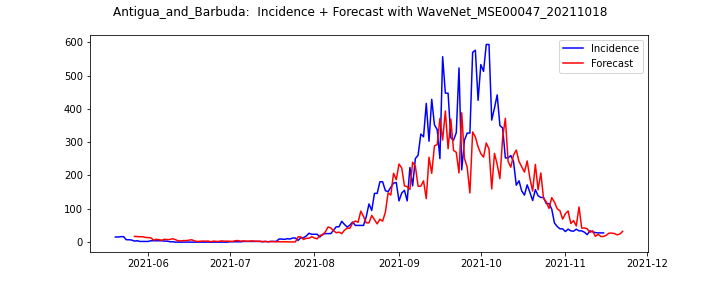 Antigua_and_Barbuda:  Incidence + Forecast with WaveNet_MSE00047_20211018
Incidence
Forecast
600
500
400
300
200
100
0
2021-06 2021-07 2021-08 2021-09 2021-10 2021-11 2021-12